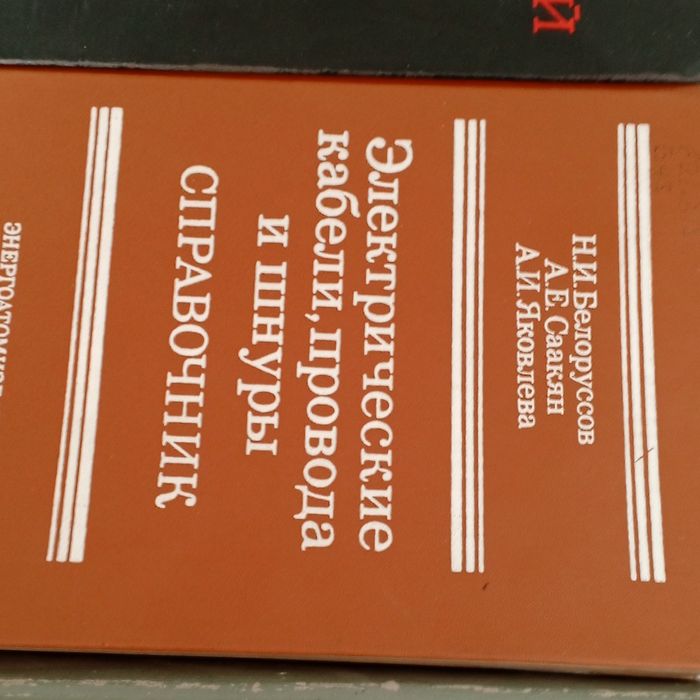 Н.И.Белоруссов
А.Е.Саакян
А.И.Яковлева
Электрические
кабели, провода
и шнуры
СПРАВОЧНИК